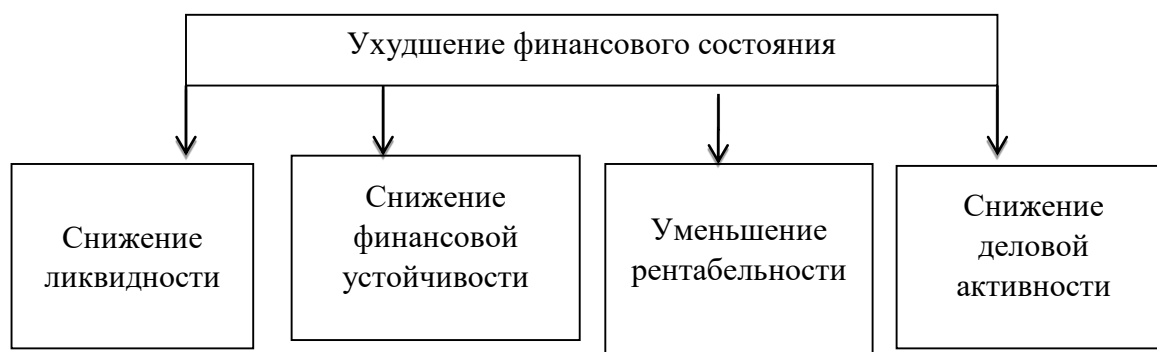 Ухудшение финансового состояния
Снижение
ликвидности
Снижение
финансовой
устойчивости
Уменьшение
рентабельности
Снижение
деловой
активности